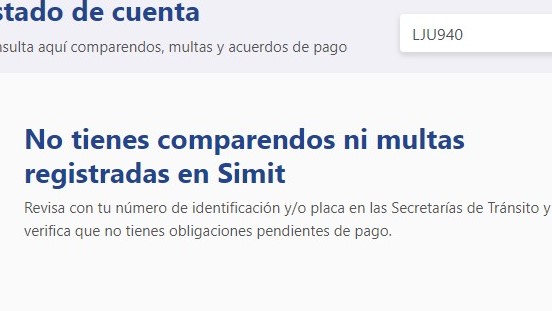 stado de cuenta
nsulta aquí comparendos, multas y acuerdos de pago
LJU940
No tienes comparendos ni multas
registradas en Simit
Revisa con tu número de identificación y/o placa en las Secretarías de Tránsito y
verifica que no tienes obligaciones pendientes de pago.